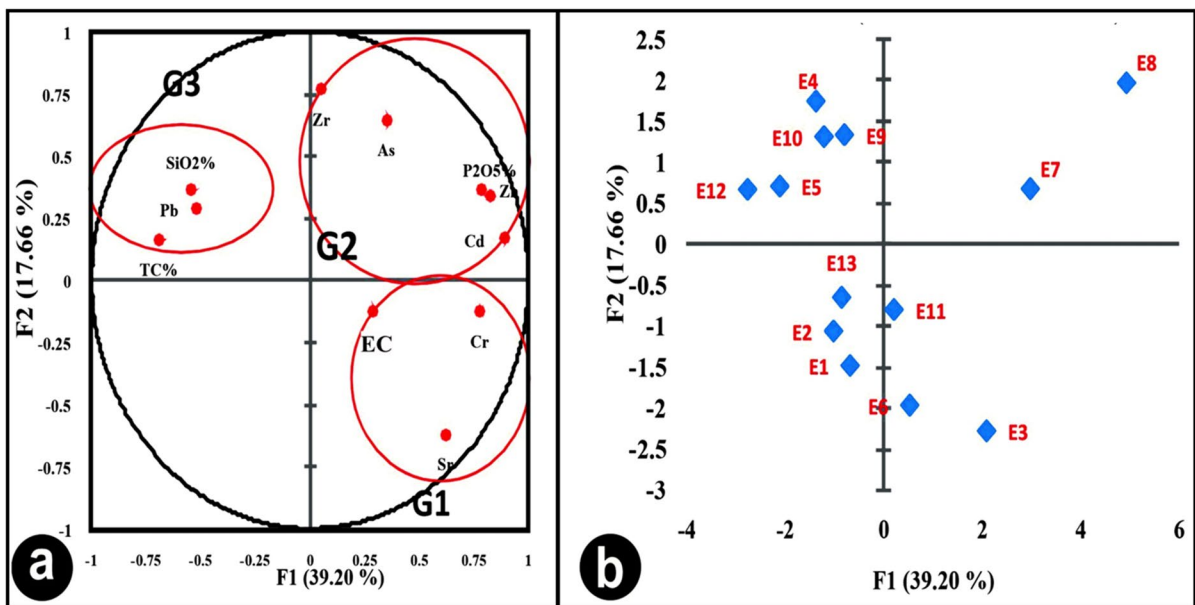 1
0.75
0.5
0.25
0
-0.25
-0.5
-0.75
-1
F2 (17.66 %)
G3
Zr
As
SiO2%
P2O5%
Pb
Zn
TC%
G2
Cd
EC
Cr
Sr
G1
-1 -0.75 -0.5 -0.25 0 0.25 0.5 0.75 1
F1 (39.20 %)
a
2.5
2
1.5
1
0.5
0
-0.5
-1
-1.5
-2
-2.5
-3
F2 (17.66 %)
E8
E4
E10 E9
E7
E12 E5
E13
E11
E2
E1
E6
E3
-4 -2 0 2 4 6
F1 (39.20 %)
b